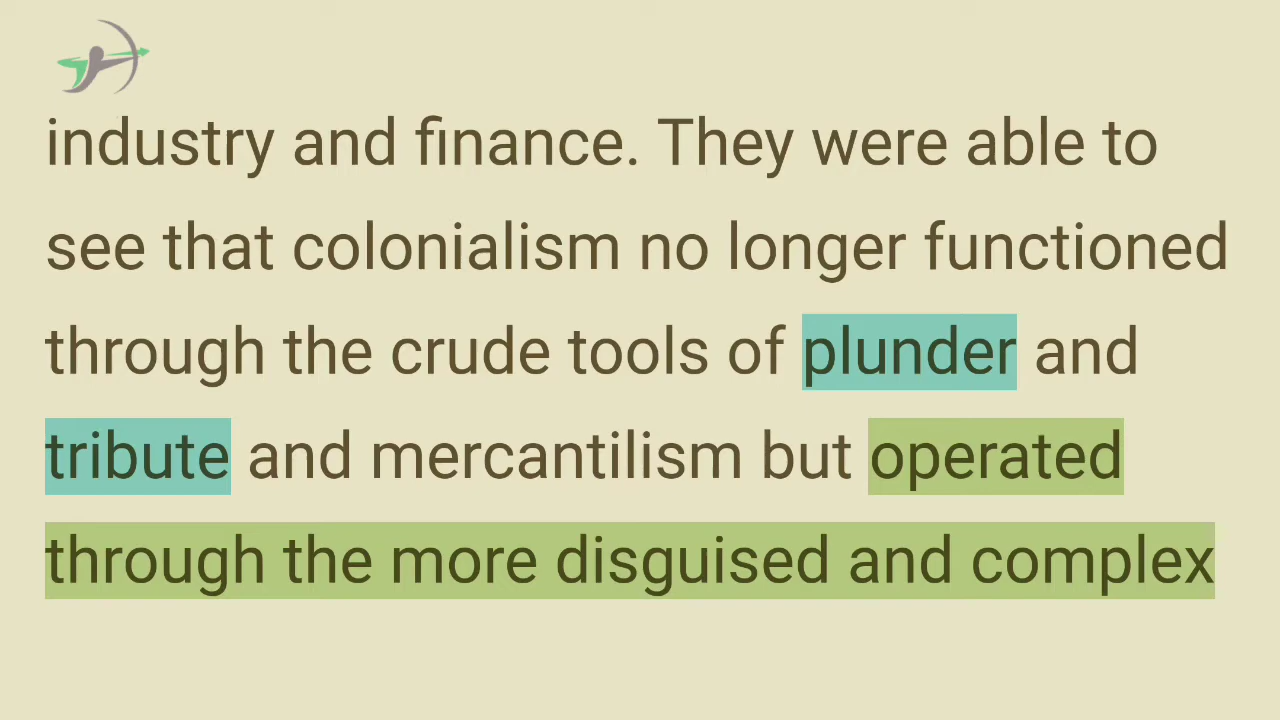 industry and finance. They were able to
see that colonialism no longer functioned
through the crude tools of plunder and
tribute and mercantilism but operated
through the more disguised and complex